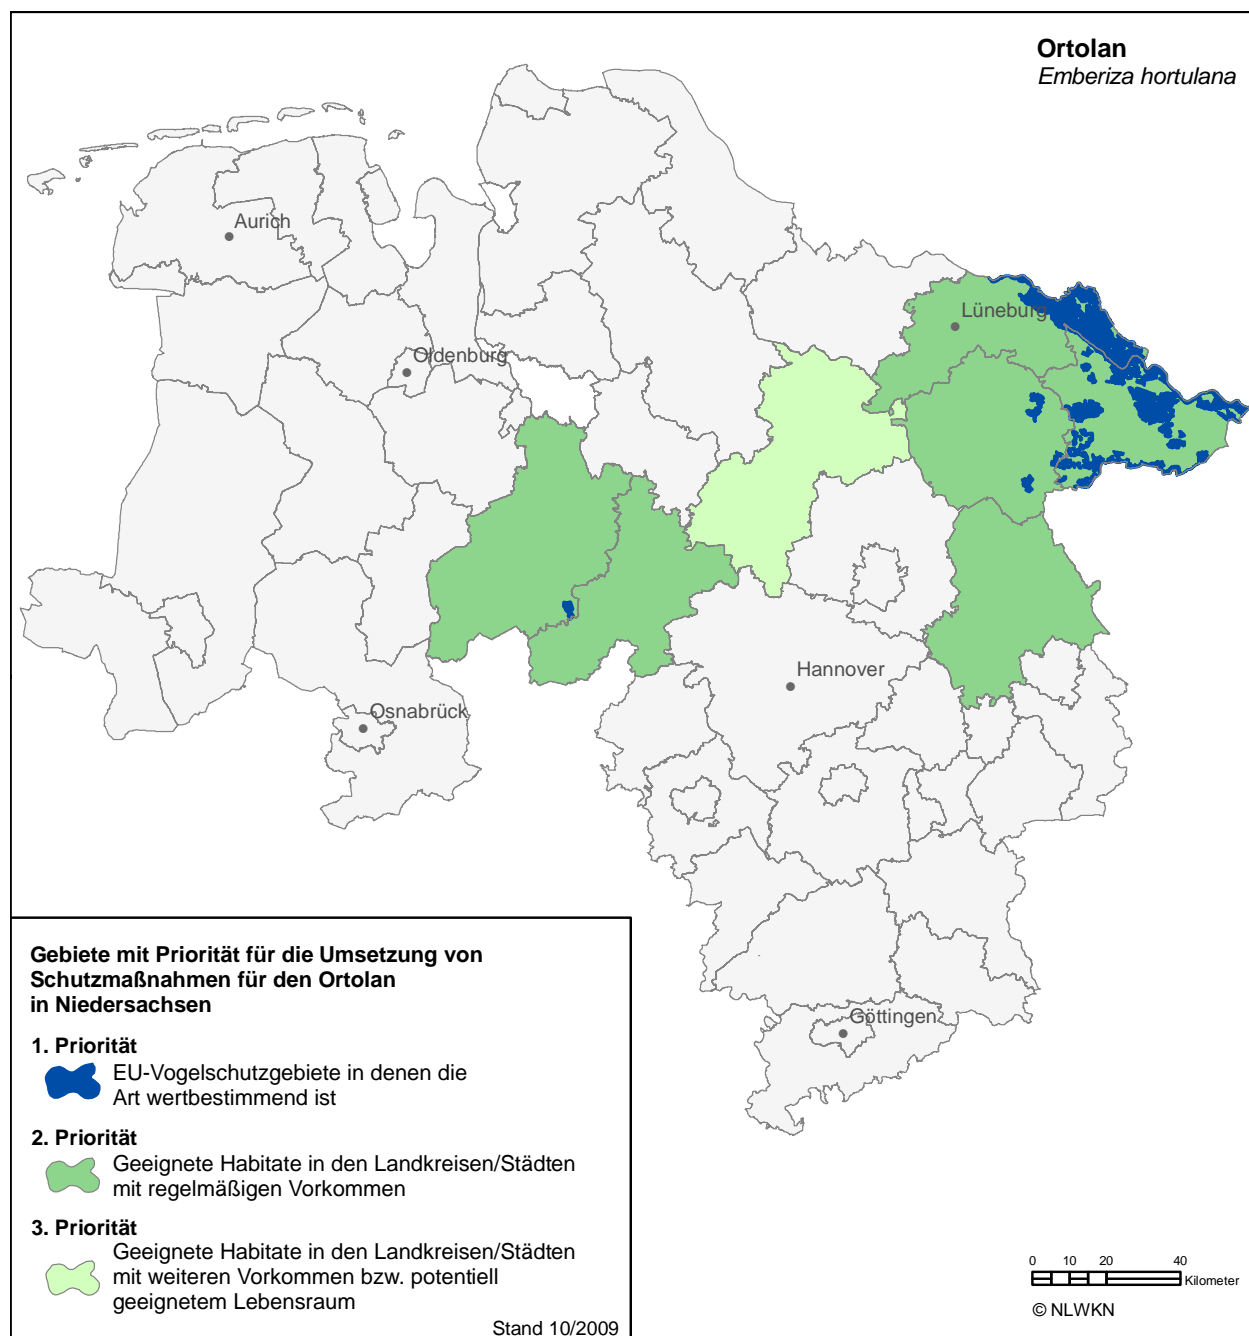 Ortolan
Emberiza hortulana
Aurich
Lüneburg
Oldenburg
Hannover
Osnabrück
Göttingen
Gebiete mit Priorität für die Umsetzung von
Schutzmaßnahmen für den Ortolan
in Niedersachsen
1. Priorität
EU-Vogelschutzgebiete in denen die
Art wertbestimmend ist
2. Priorität
Geeignete Habitate in den Landkreisen/Städten
mit regelmäßigen Vorkommen
3. Priorität
Geeignete Habitate in den Landkreisen/Städten
mit weiteren Vorkommen bzw. potentiell
geeignetem Lebensraum
Stand 10/2009
0 10 20 40
Kilometer
© NLWKN